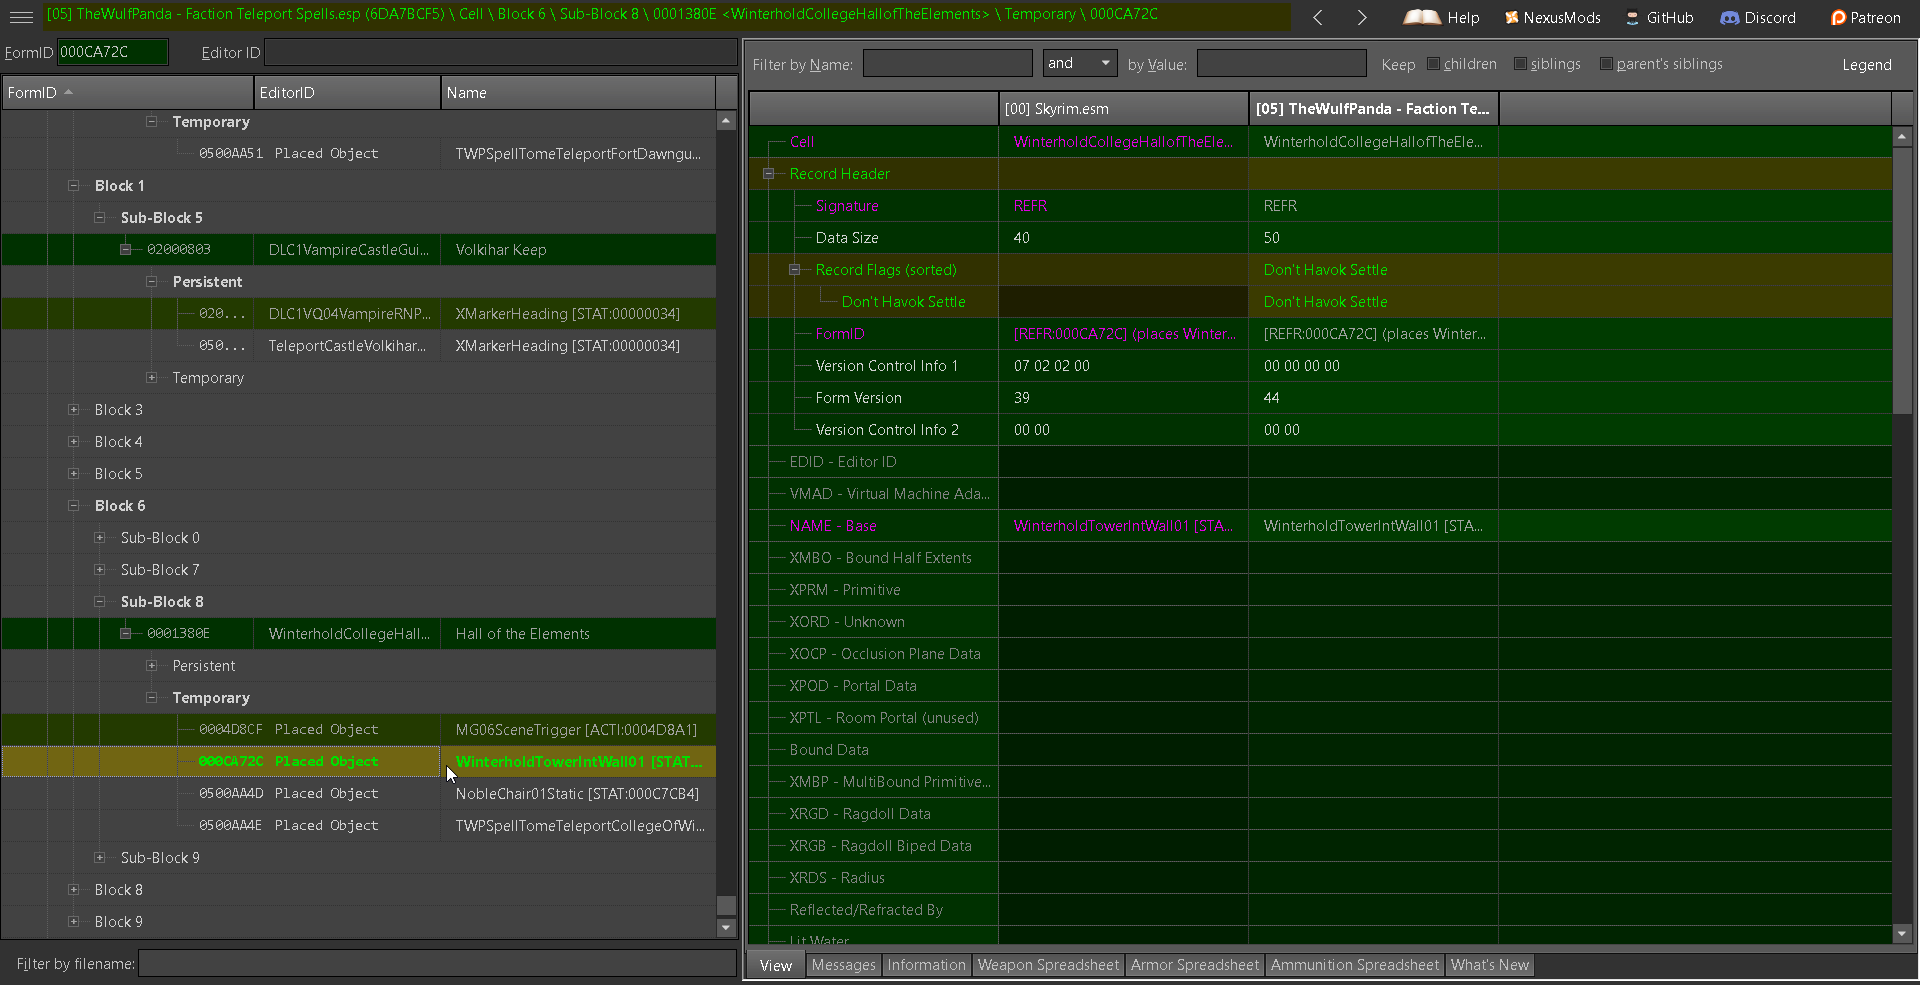 [05] TheWulfPanda - Faction Teleport Spells.esp (6DA7BCF5) \ Cell \ Block 6 \ Sub-Block 8 \ 0001380E <WinterholdCollegeHallofTheElements> \ Temporary \ 000CA72C
Help NexusMods GitHub Discord Patreon
FormID 000CA72C Editor ID
FormID EditorID Name
Temporary
0500AA51 Placed Object TWPSpellTomeTeleportFortDawngu...
Block 1
Sub-Block 5
02000803 DLC1VampireCastleGui... Volkihar Keep
Persistent
020... DLC1VQ04VampireRNP... XMarkerHeading [STAT:00000034]
050... TeleportCastleVolkihar... XMarkerHeading [STAT:00000034]
Temporary
Block 3
Block 4
Block 5
Block 6
Sub-Block 0
Sub-Block 7
Sub-Block 8
0001380E WinterholdCollegeHall... Hall of the Elements
Persistent
Temporary
0004D8CF Placed Object MG06SceneTrigger [ACTI:0004D8A1]
000CA72C Placed Object WinterholdTowerIntWall01 [STAT...
0500AA4D Placed Object NobleChair01Static [STAT:000C7CB4]
0500AA4E Placed Object TWPSpellTomeTeleportCollegeOfWi...
Sub-Block 9
Block 8
Block 9
Filter by filename:
Filter by Name: and by Value: Keep children siblings parent's siblings Legend
[00] Skyrim.esm [05] TheWulfPanda - Faction Te...
Cell WinterholdCollegeHallofTheEle... WinterholdCollegeHallofTheEle...
Record Header
Signature REFR REFR
Data Size 40 50
Record Flags (sorted) Don't Havok Settle
Don't Havok Settle Don't Havok Settle
FormID [REFR:000CA72C] (places Winter... [REFR:000CA72C] (places Winter...
Version Control Info 1 07 02 02 00 00 00 00 00
Form Version 39 44
Version Control Info 2 00 00 00 00
EDID - Editor ID
VMAD - Virtual Machine Ada...
NAME - Base WinterholdTowerIntWall01 [STA... WinterholdTowerIntWall01 [STA...
XMBO - Bound Half Extents
XPRM - Primitive
XORD - Unknown
XOCP - Occlusion Plane Data
XPOD - Portal Data
XPTL - Room Portal (unused)
Bound Data
XMBP - MultiBound Primitive...
XRGD - Ragdoll Data
XRGB - Ragdoll Biped Data
XRDS - Radius
Reflected/Refracted By
Lit Water
View Messages Information Weapon Spreadsheet Armor Spreadsheet Ammunition Spreadsheet What's New